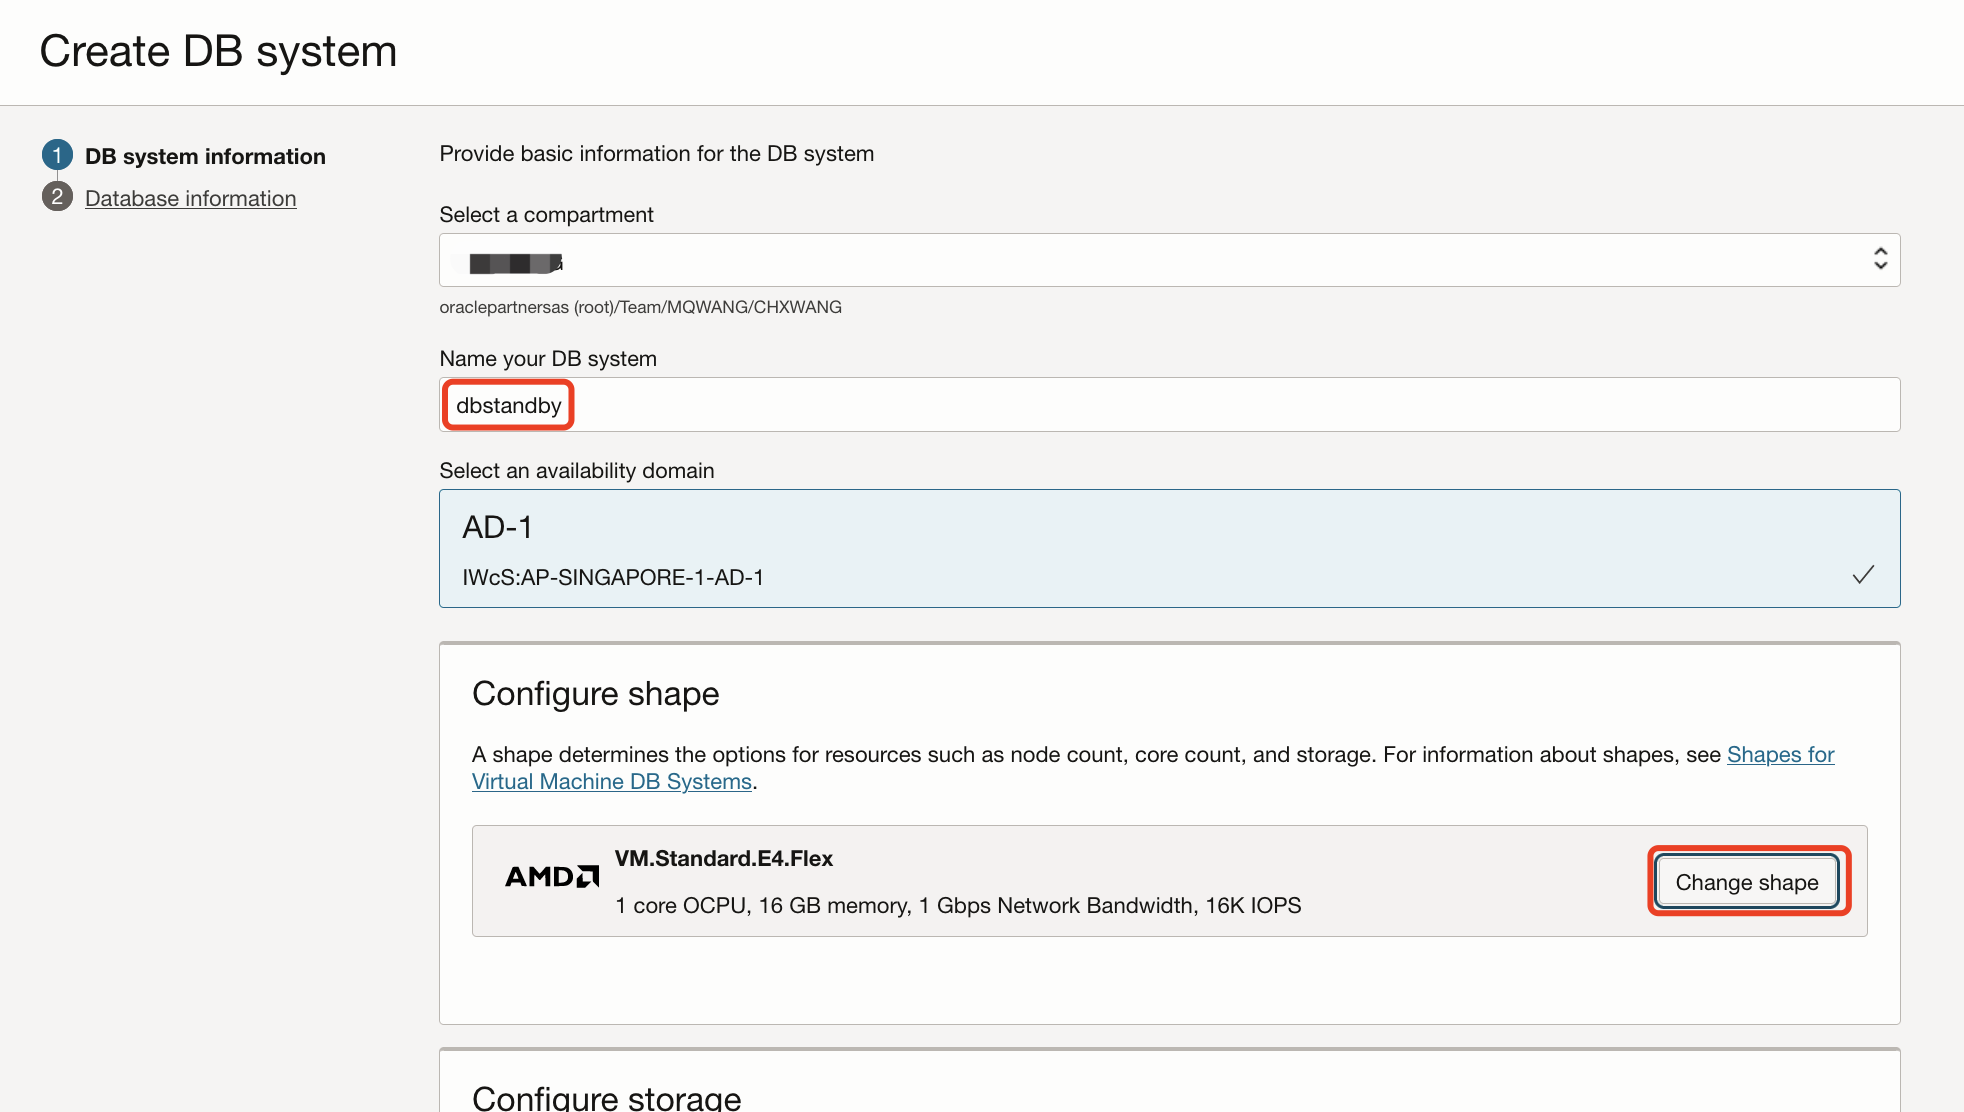 Create DB system
1 DB system information
2 Database information
Provide basic information for the DB system
Select a compartment
oraclepartnersas (root)/Team/MQWANG/CHXWANG
Name your DB system
dbstandby
Select an availability domain
AD-1
IWcS:AP-SINGAPORE-1-AD-1
Configure shape
A shape determines the options for resources such as node count, core count, and storage. For information about shapes, see Shapes for
Virtual Machine DB Systems.
AMD
VM.Standard.E4.Flex
1 core OCPU, 16 GB memory, 1 Gbps Network Bandwidth, 16K IOPS
Change shape
Configure storage